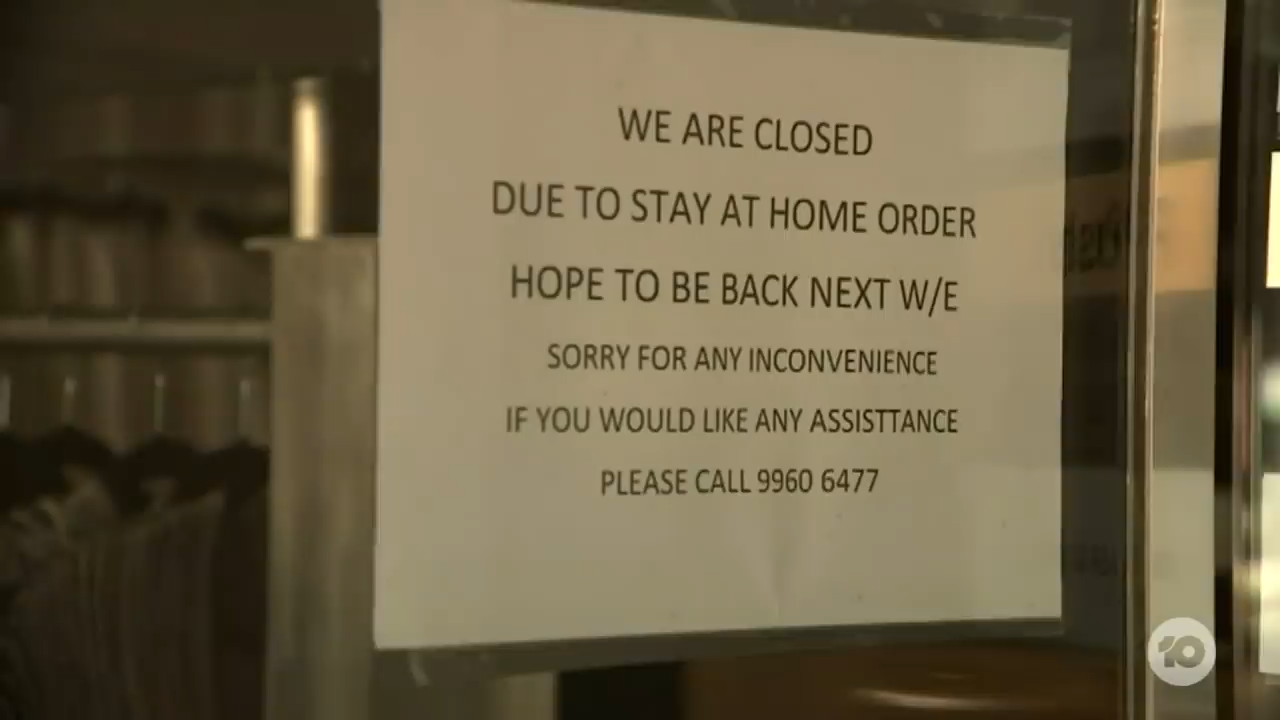 WE ARE CLOSED
DUE TO STAY AT HOME ORDER
HOPE TO BE BACK NEXT W/E
SORRY FOR ANY INCONVENIENCE
IF YOU WOULD LIKE ANY ASSISTTANCE
PLEASE CALL 9960 6477
10